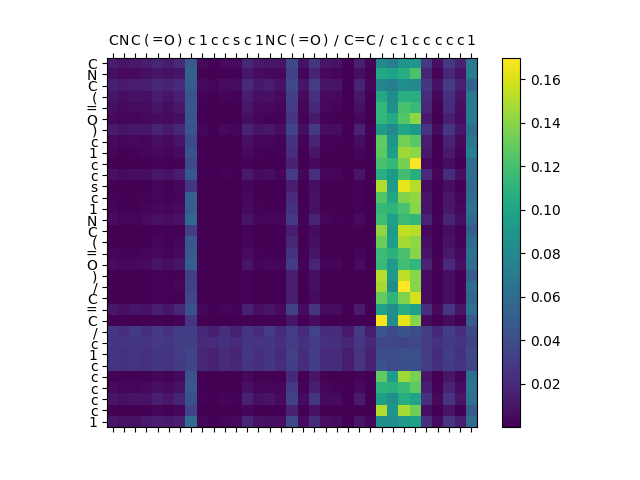 CNC(=O)c1ccsc1NC(=O)/C=C/c1ccccc1
C
N
C
(
=
O
)
c
1
c
c
s
c
1
N
C
(
=
O
)
/
C
=
C
/
c
1
c
c
c
c
c
1
0.16
0.14
0.12
0.10
0.08
0.06
0.04
0.02